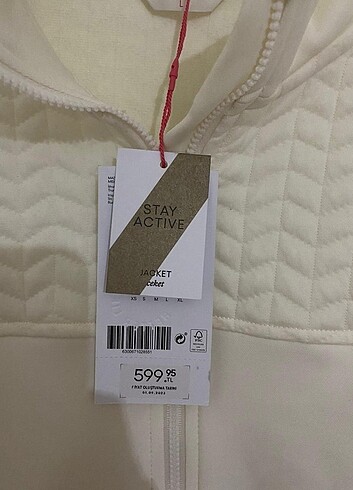 STAY
ACTIVE
JACKET
ceket
XS S M L XL
599.95
.TL
FİYAT OLUŞTURMA TARİHİ